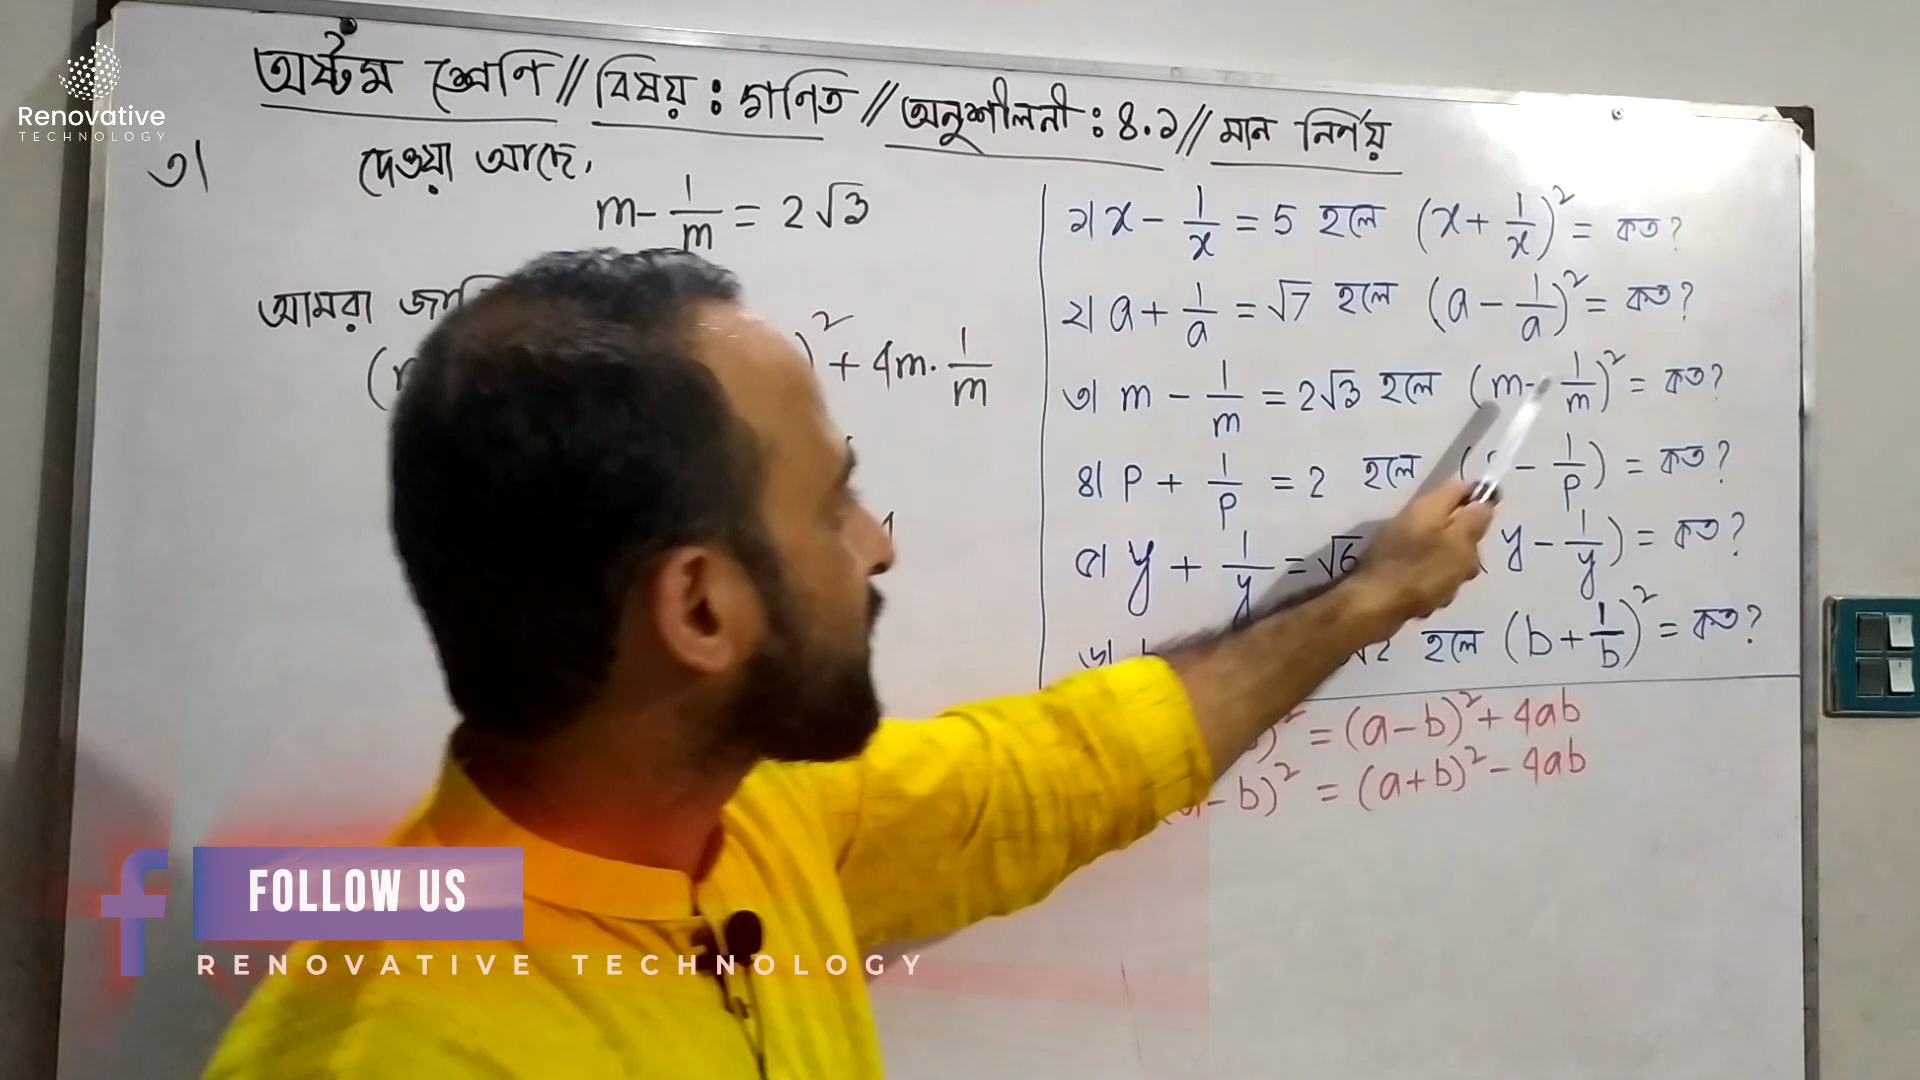 Renovative
TECHNOLOGY
অষ্টম শ্রেণি // বিষয় : গনিত // অনুশীলনী : ৪.১ // মান নির্ণয়
৩। দেওয়া আছে,
m - 1/m = 2√3
আমরা
)² + 4m · 1/m
১। x - 1/x = 5 হলে (x + 1/x)² = কত?
২। a + 1/a = √7 হলে (a - 1/a)² = কত?
৩। m - 1/m = 2√3 হলে (m - 1/m)² = কত?
৪। P + 1/P = 2 হলে ( - 1/P) = কত?
৫। y + 1/y = √6 (y - 1/y) = কত?
৬। √2 হলে (b + 1/b)² = কত?
)² = (a-b)² + 4ab
- b)² = (a+b)² - 4ab
f FOLLOW US
RENOVATIVE TECHNOLOGY